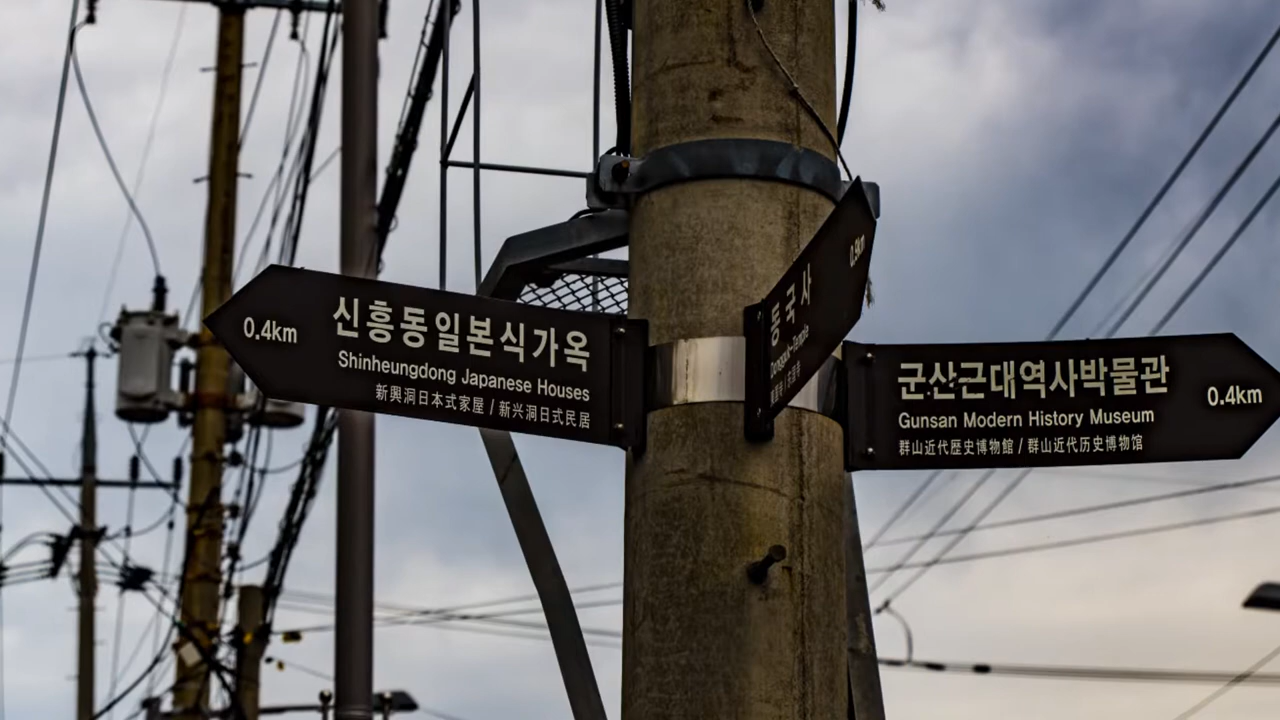 0.4km
신흥동일본식가옥
Shinheungdong Japanese Houses
新興洞日本式家屋 / 新兴洞日式民居
0.9km
동국사
Dongguk-Temple
군산근대역사박물관
Gunsan Modern History Museum
群山近代歷史博物館 / 群山近代历史博物馆
0.4km